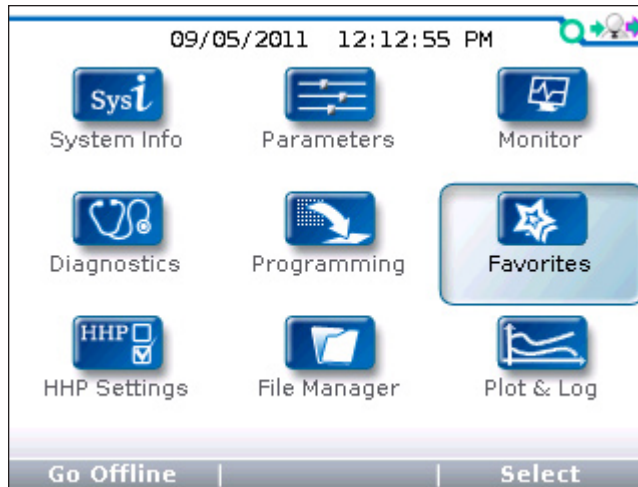 09/05/2011 12:12:55 PM
Sysi
System Info
Parameters
Monitor
Diagnostics
Programming
Favorites
HHP
HHP Settings
File Manager
Plot & Log
Go Offline
Select